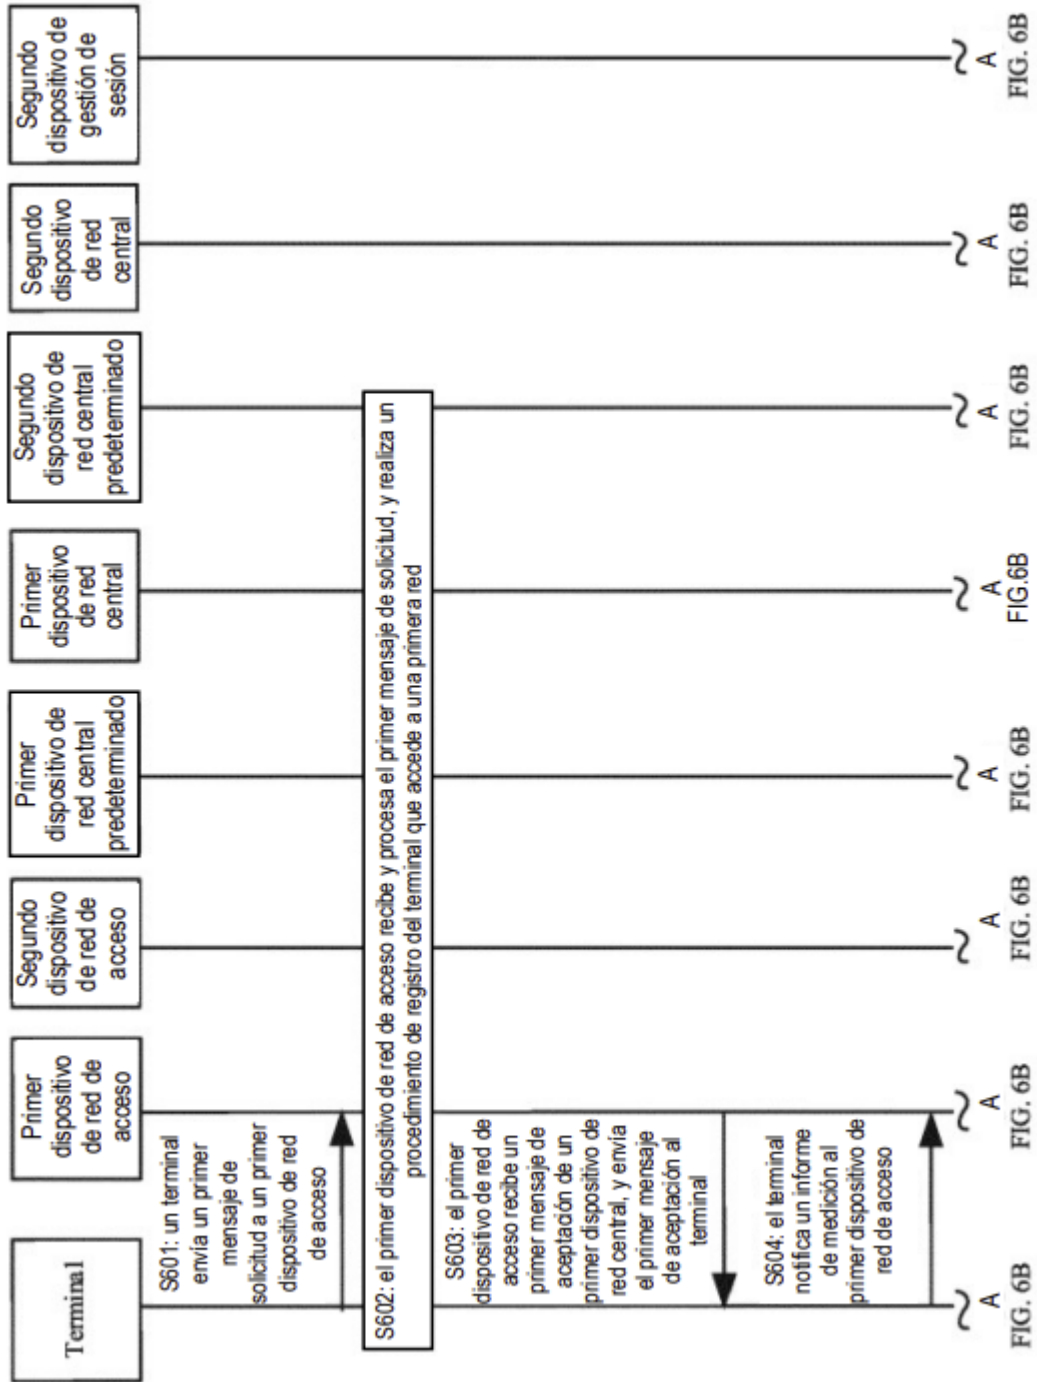 Terminal
Primer
dispositivo
de red de
acceso
Segundo
dispositivo
de red de
acceso
Primer
dispositivo de
red central
predeterminado
Primer
dispositivo
de red
central
Segundo
dispositivo de
red central
predeterminado
Segundo
dispositivo
de red
central
Segundo
dispositivo de
gestión de
sesión
S601: un terminal
envía un primer
mensaje de
solicitud a un primer
dispositivo de red
de acceso
S602: el primer dispositivo de red de acceso recibe y procesa el primer mensaje de solicitud, y realiza un
procedimiento de registro del terminal que accede a una primera red
S603: el primer
dispositivo de red de
acceso recibe un
primer mensaje de
aceptación de un
primer dispositivo de
red central, y envía
el primer mensaje
de aceptación al
terminal
S604: el terminal
notifica un informe
de medición al
primer dispositivo de
red de acceso
A
A
A
A
A
A
A
A
FIG. 6B
FIG. 6B
FIG. 6B
FIG. 6B
FIG.6B
FIG. 6B
FIG. 6B
FIG. 6B